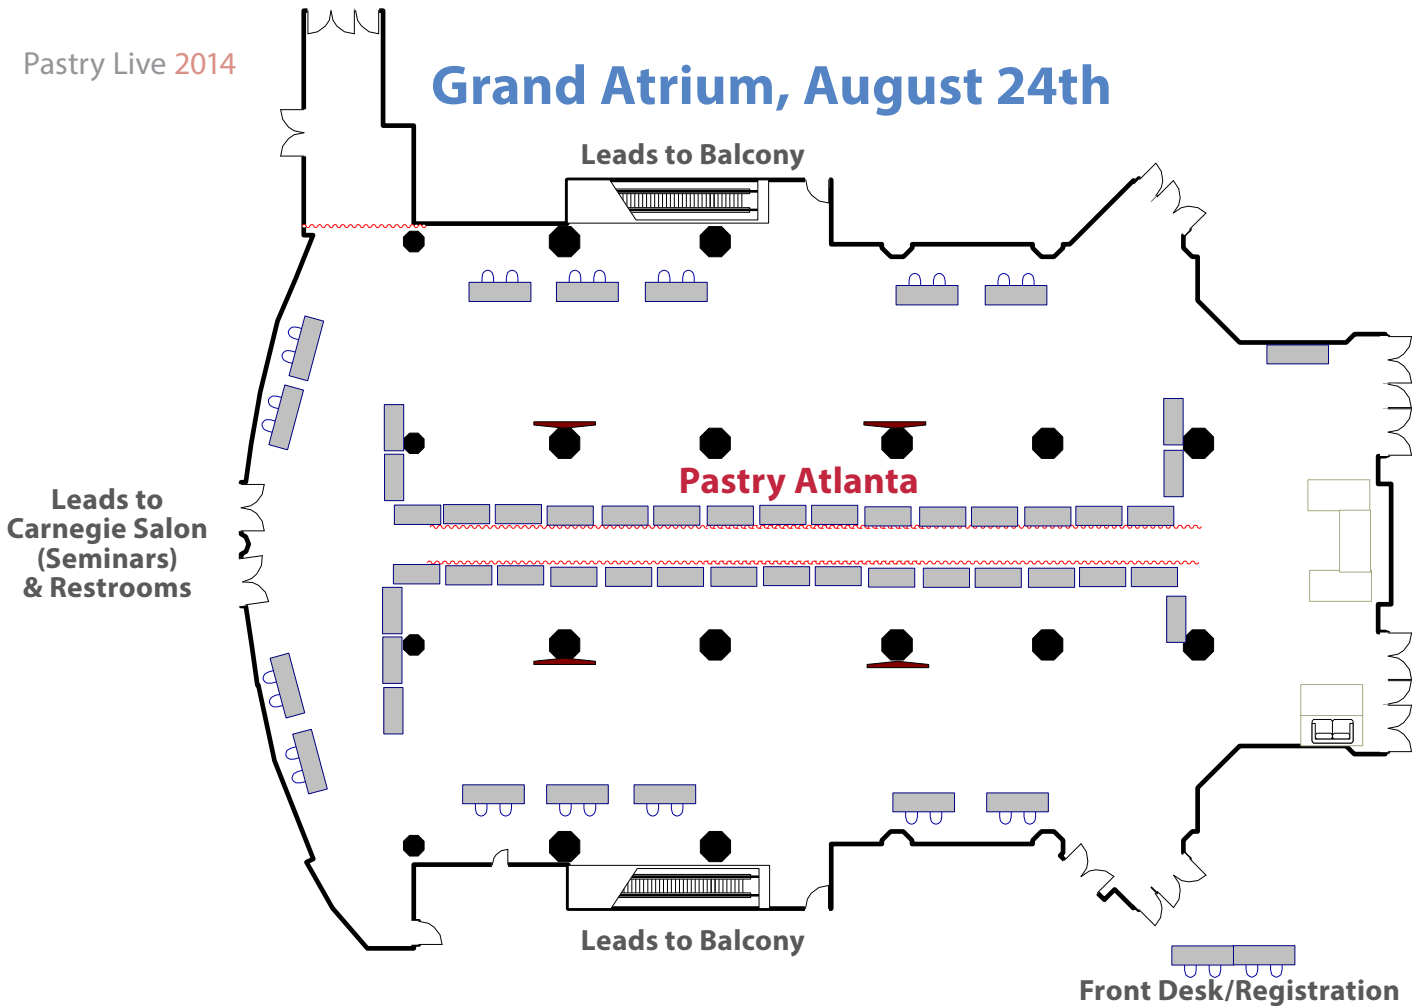 Pastry Live 2014
Grand Atrium, August 24th
Leads to Balcony
Pastry Atlanta
Leads to
Carnegie Salon
(Seminars)
& Restrooms
Leads to Balcony
Front Desk/Registration